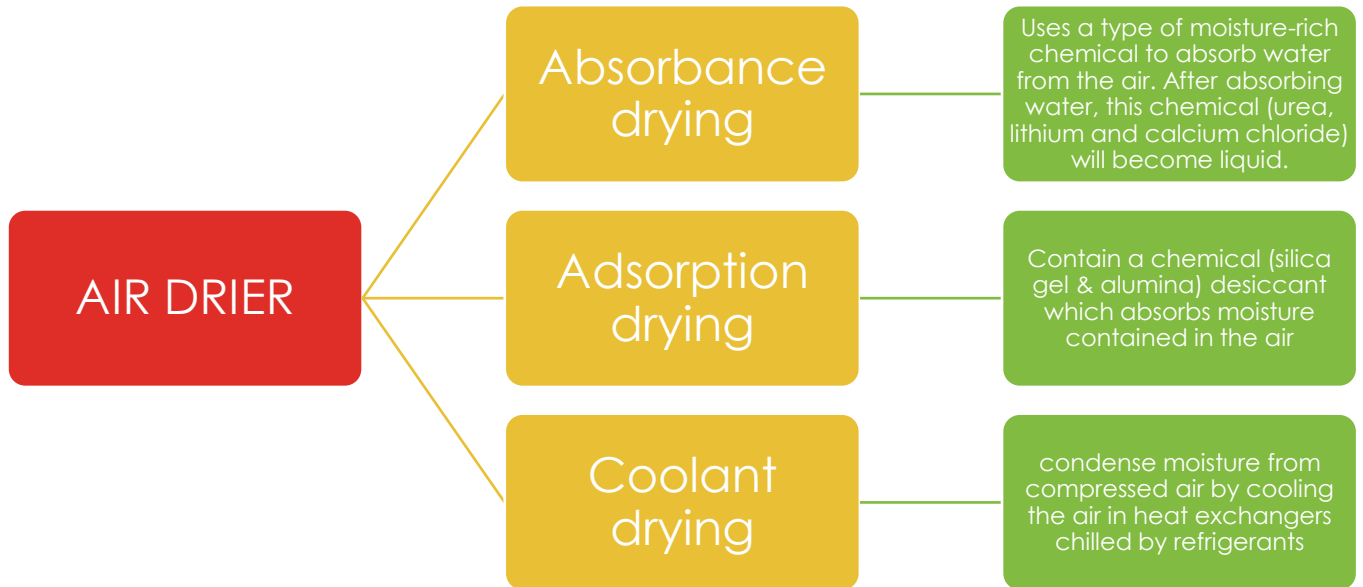 AIR DRIER
Absorbance
drying
Uses a type of moisture-rich
chemical to absorb water
from the air. After absorbing
water, this chemical (urea,
lithium and calcium chloride)
will become liquid.
Adsorption
drying
Contain a chemical (silica
gel & alumina) desiccant
which absorbs moisture
contained in the air
Coolant
drying
condense moisture from
compressed air by cooling
the air in heat exchangers
chilled by refrigerants